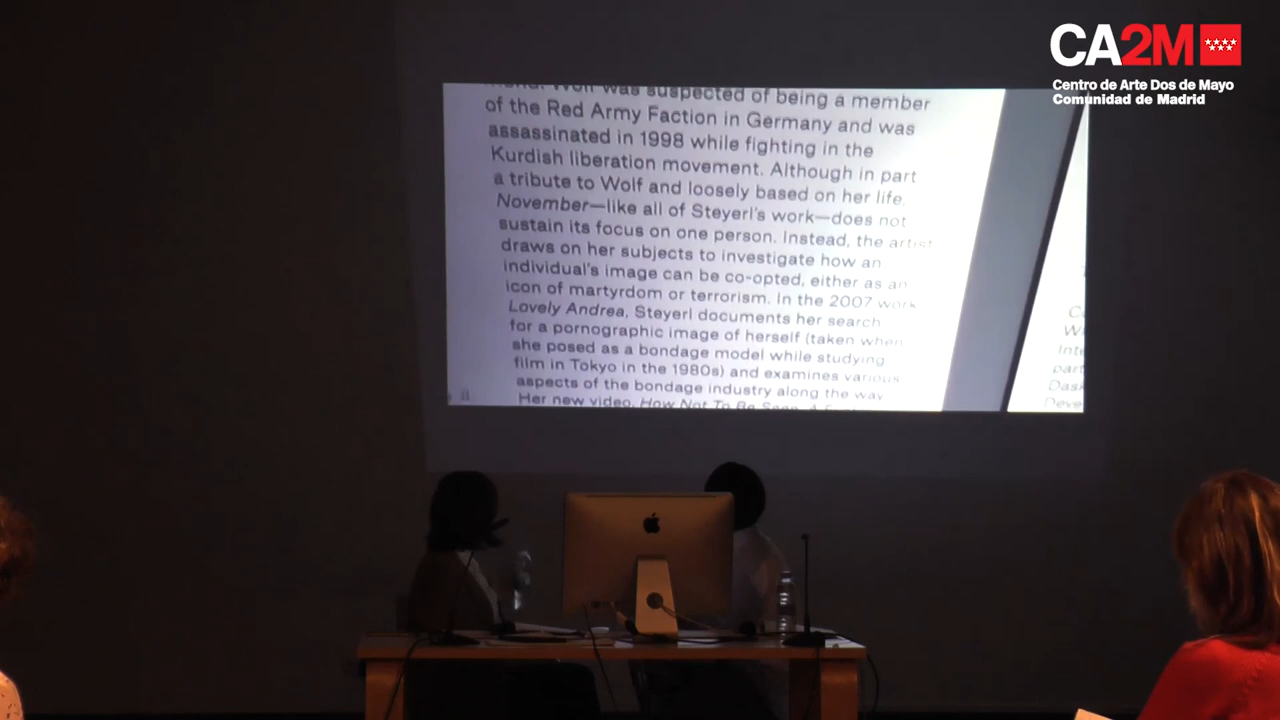 CA2M
Centro de Arte Dos de Mayo
Comunidad de Madrid
Wolf was suspected of being a member
of the Red Army Faction in Germany and was
assassinated in 1998 while fighting in the
Kurdish liberation movement. Although in part
a tribute to Wolf and loosely based on her life,
November—like all of Steyerl's work—does not
sustain its focus on one person. Instead, the artist
draws on her subjects to investigate how an
individual's image can be co-opted, either as an
icon of martyrdom or terrorism. In the 2007 work
Lovely Andrea, Steyerl documents her search
for a pornographic image of herself (taken when
she posed as a bondage model while studying
film in Tokyo in the 1980s) and examines various
aspects of the bondage industry along the way
Her new video, How Not To Be Seen